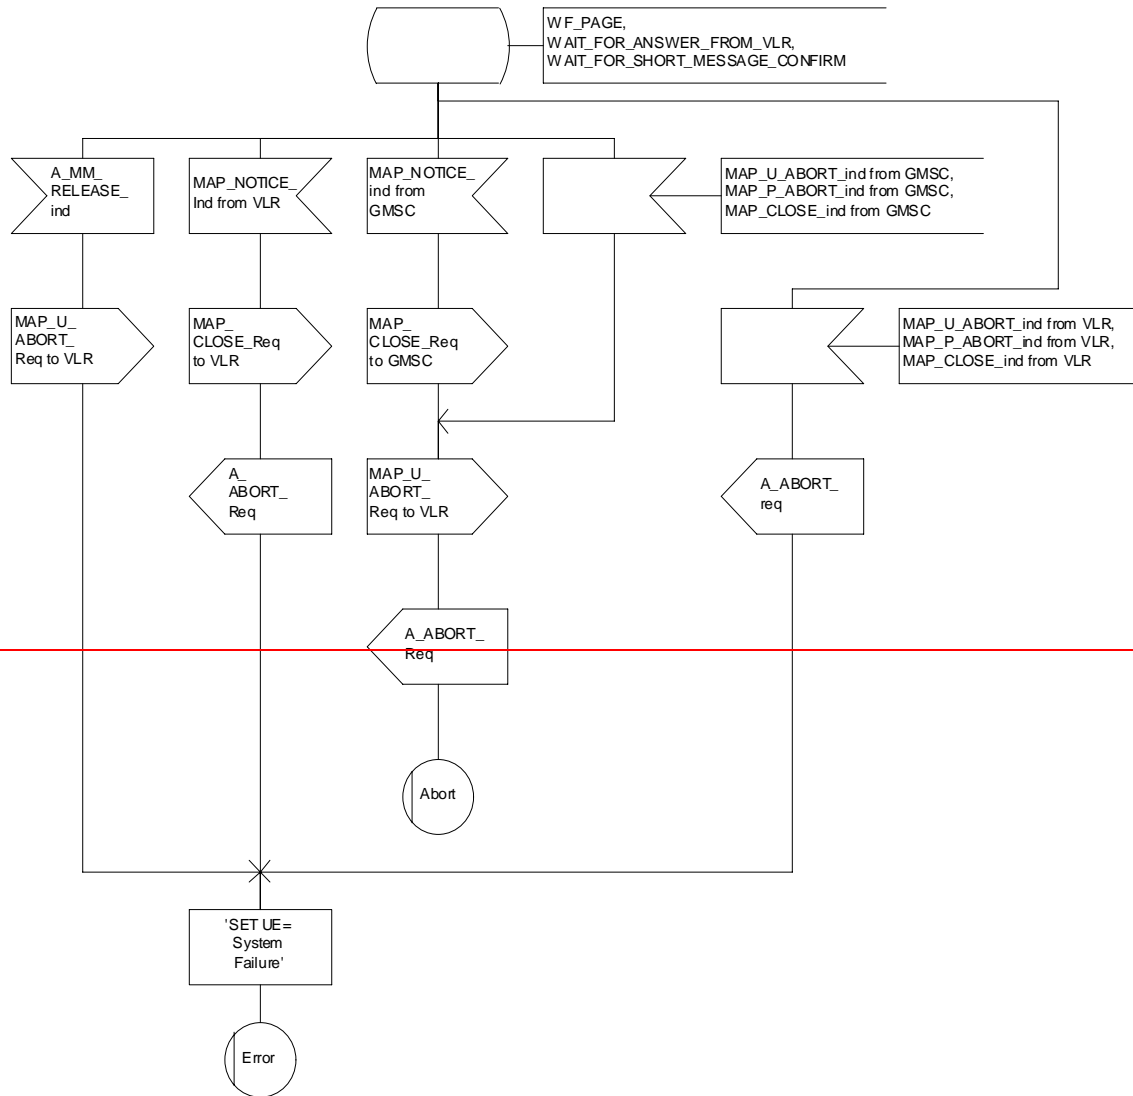 WF_PAGE,
WAIT_FOR_ANSWER_FROM_VLR,
WAIT_FOR_SHORT_MESSAGE_CONFIRM
A_MM_
RELEASE_
ind
MAP_NOTICE_
Ind from VLR
MAP_NOTICE_
ind from
GMSC
MAP_U_ABORT_ind from GMSC,
MAP_P_ABORT_ind from GMSC,
MAP_CLOSE_ind from GMSC
MAP_U_
ABORT_
Req to VLR
MAP_
CLOSE_Req
to VLR
MAP_
CLOSE_Req
to GMSC
MAP_U_ABORT_ind from VLR,
MAP_P_ABORT_ind from VLR,
MAP_CLOSE_ind from VLR
A_
ABORT_
Req
MAP_U_
ABORT_
Req to VLR
A_ABORT_
req
A_ABORT_
Req
Abort
'SET UE=
System
Failure'
Error